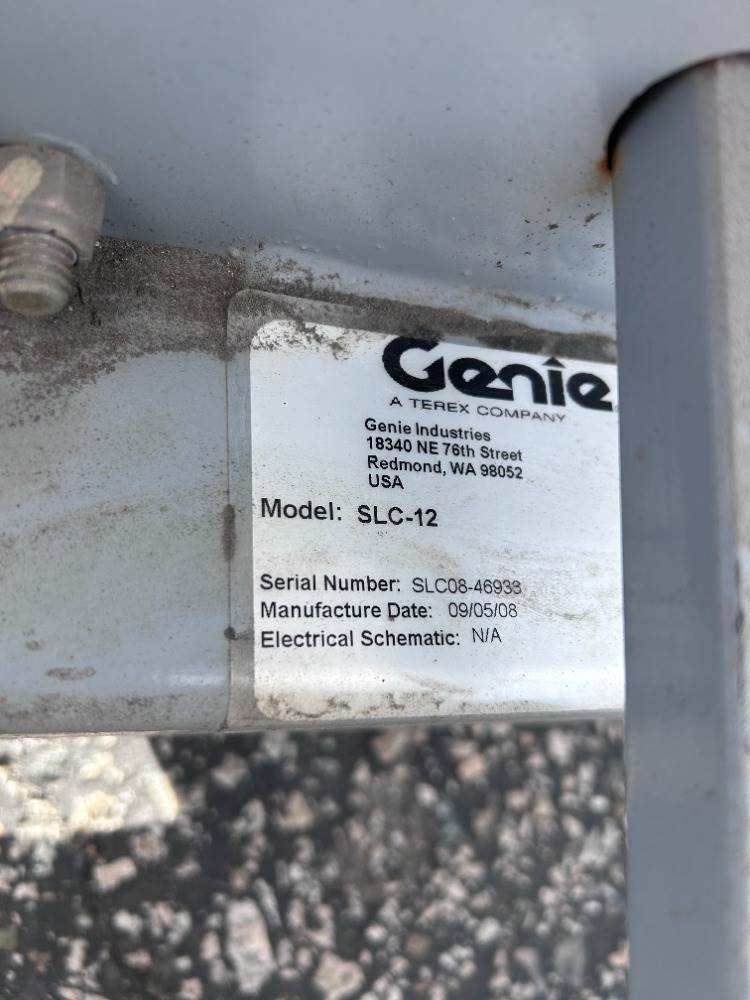 Genie
A TEREX COMPANY
Genie Industries
18340 NE 76th Street
Redmond, WA 98052
USA
Model: SLC-12
Serial Number: SLC08-46933
Manufacture Date: 09/05/08
Electrical Schematic: N/A